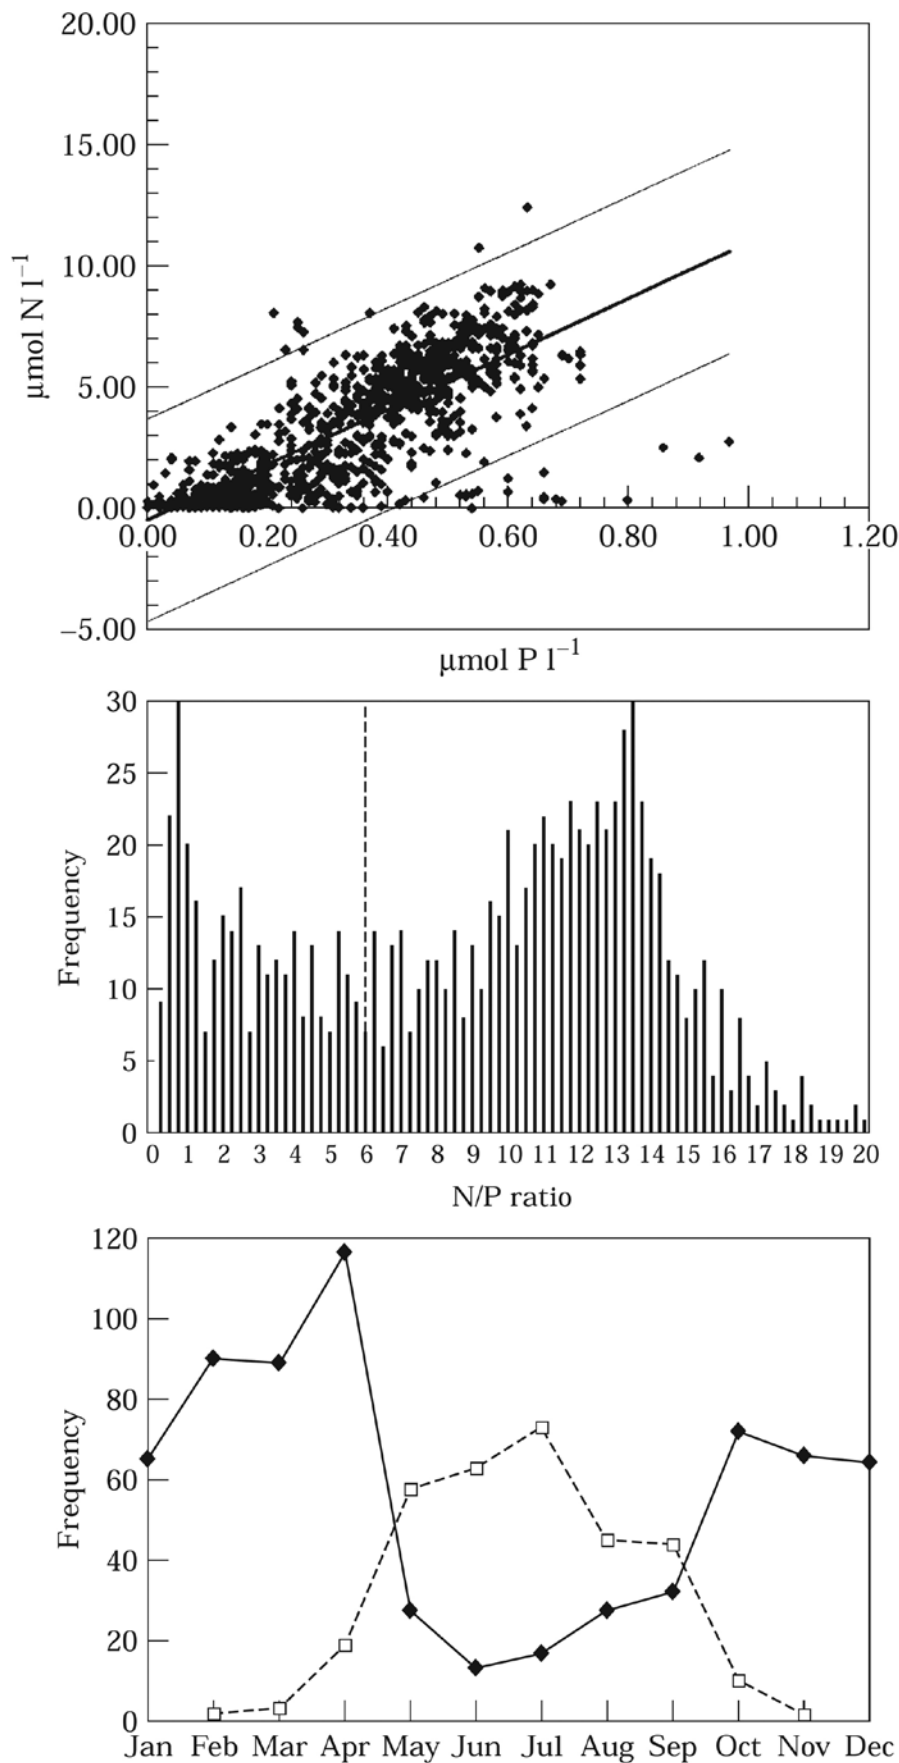 20.00
15.00
10.00
5.00
0.00
−5.00
μmol N l⁻¹
0.00 0.20 0.40 0.60 0.80 1.00 1.20
μmol P l⁻¹
30
25
20
15
10
5
0
Frequency
0 1 2 3 4 5 6 7 8 9 10 11 12 13 14 15 16 17 18 19 20
N/P ratio
120
100
80
60
40
20
0
Frequency
Jan Feb Mar Apr May Jun Jul Aug Sep Oct Nov Dec